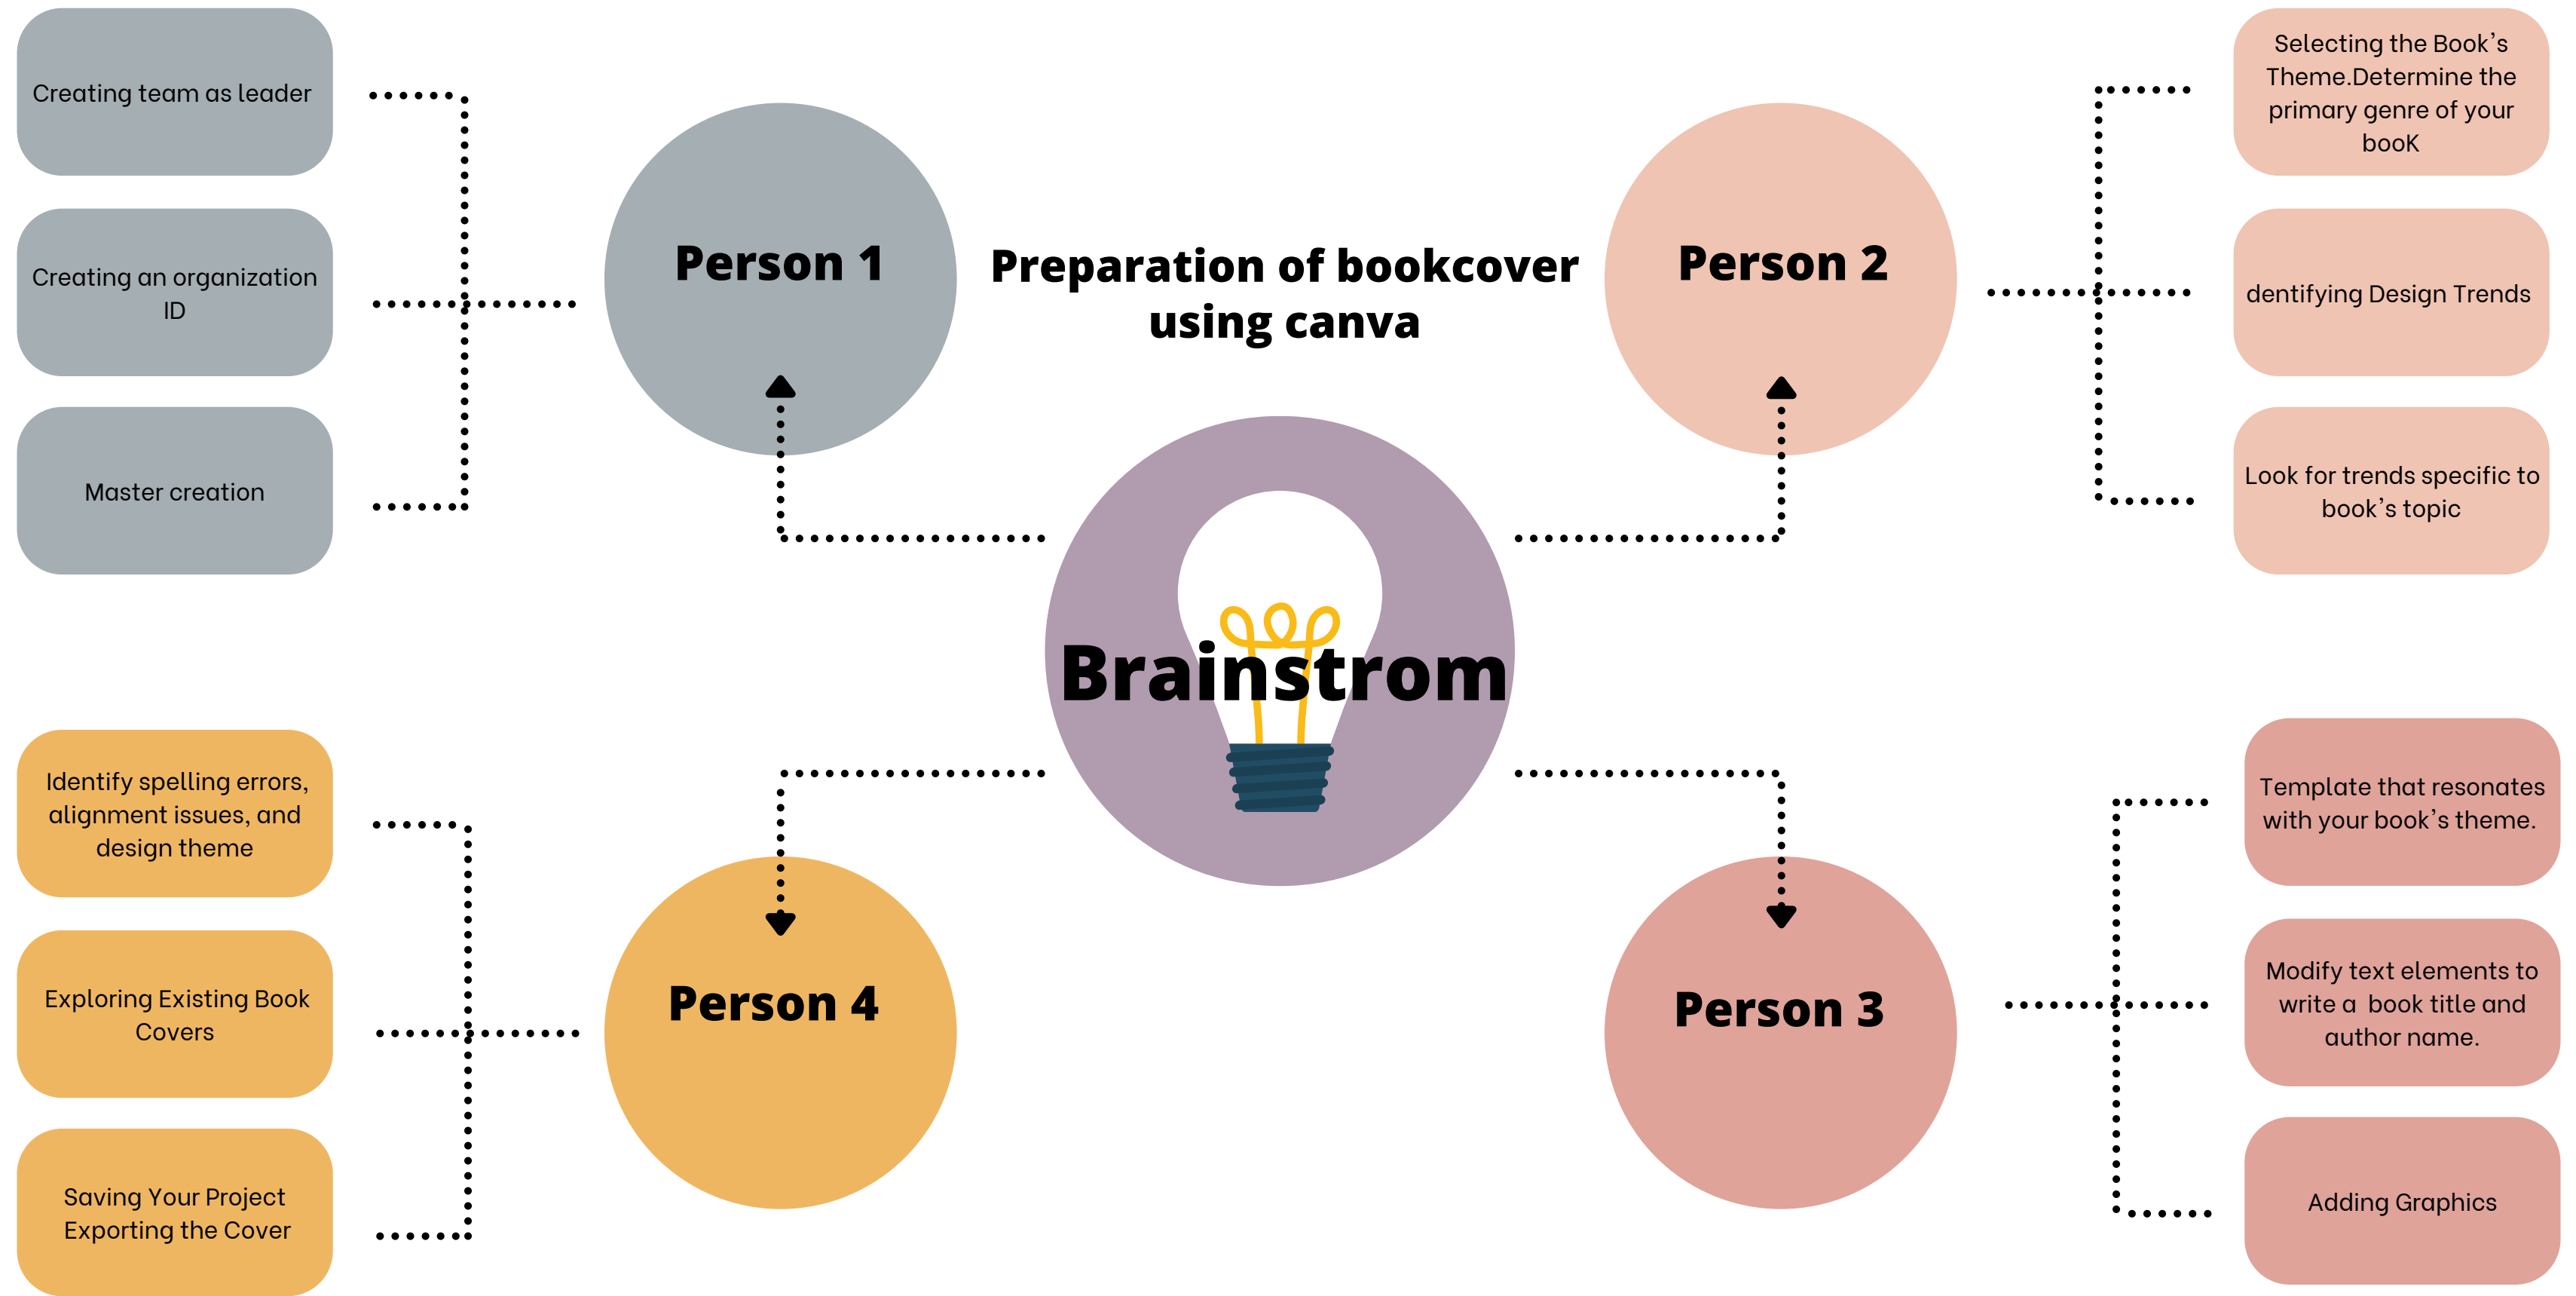 Preparation of bookcover
using canva
Brainstrom
Person 1
Creating team as leader
Creating an organization
ID
Master creation
Person 2
Selecting the Book's
Theme.Determine the
primary genre of your
booK
dentifying Design Trends
Look for trends specific to
book's topic
Person 3
Template that resonates
with your book's theme.
Modify text elements to
write a  book title and
author name.
Adding Graphics
Person 4
Identify spelling errors,
alignment issues, and
design theme
Exploring Existing Book
Covers
Saving Your Project
Exporting the Cover